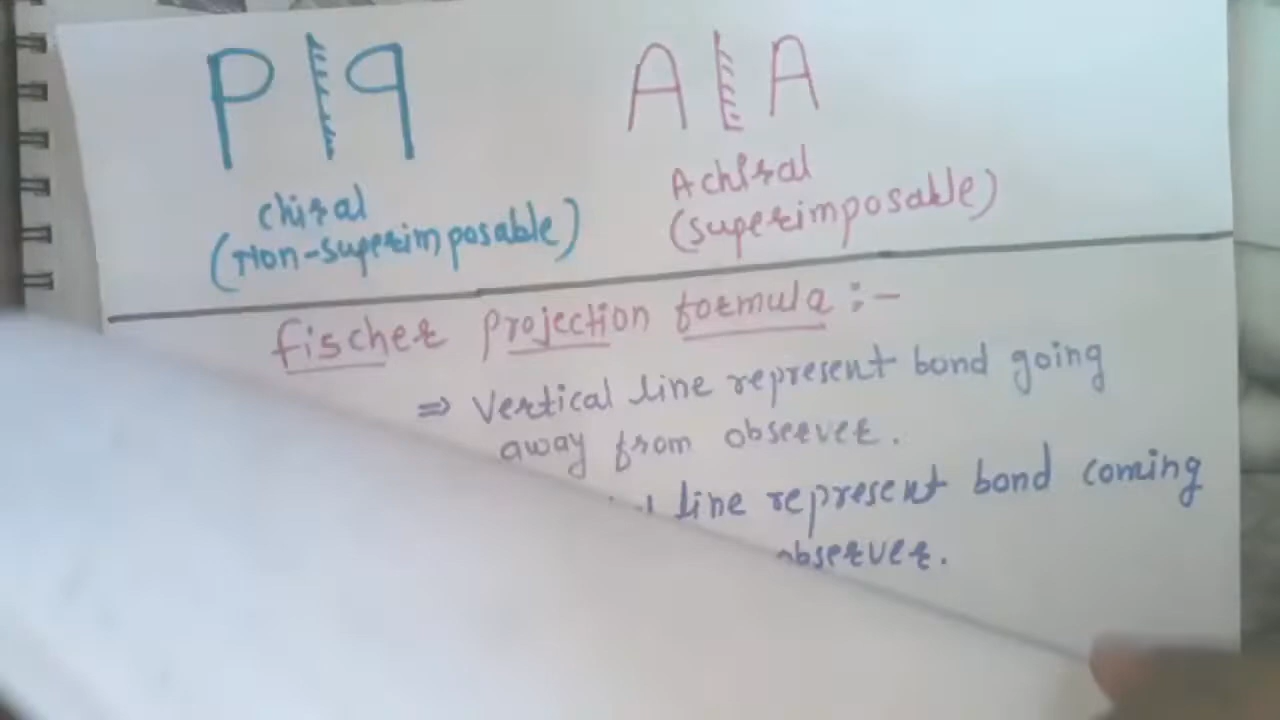 P | q
A | A
chiral
(Non-superimposable)
Achiral
(superimposable)
Fischer projection formula :-
⇒ Vertical line represent bond going
away from observer.
line represent bond coming
observer.